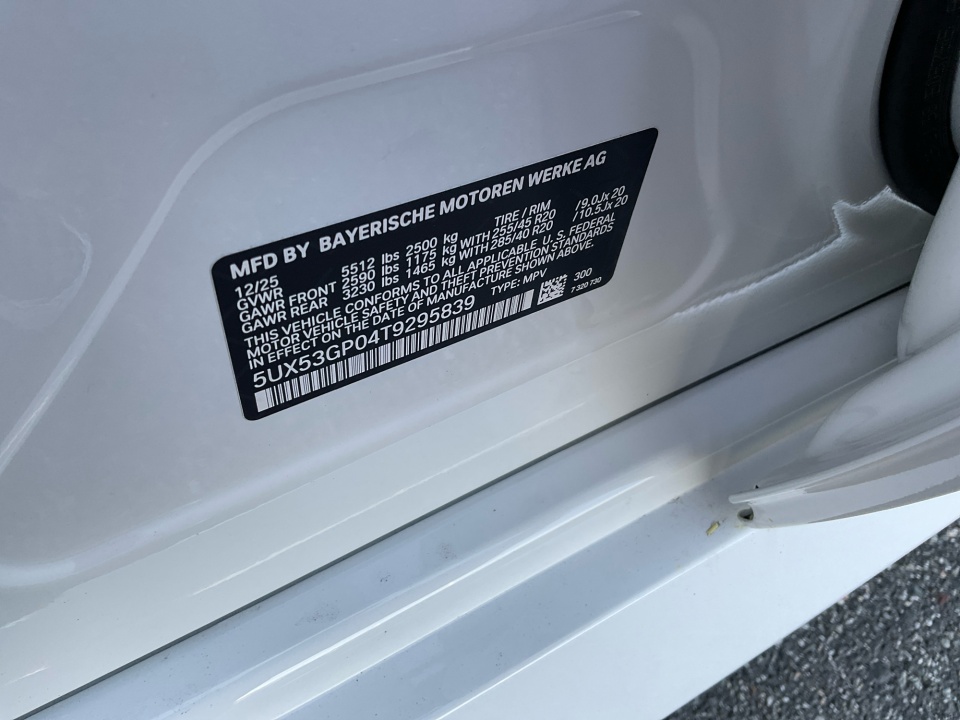 MFD BY BAYERISCHE MOTOREN WERKE AG
12/25 TIRE / RIM
GVWR 5512 lbs 2500 kg
GAWR FRONT 2590 lbs 1175 kg WITH 255/45 R20 /9.0Jx20
GAWR REAR 3230 lbs 1465 kg WITH 285/40 R20 /10.5Jx20
THIS VEHICLE CONFORMS TO ALL APPLICABLE U.S. FEDERAL
MOTOR VEHICLE SAFETY AND THEFT PREVENTION STANDARDS
IN EFFECT ON THE DATE OF MANUFACTURE SHOWN ABOVE.
5UX53GP04T9295839 TYPE: MPV 300
T 320 730